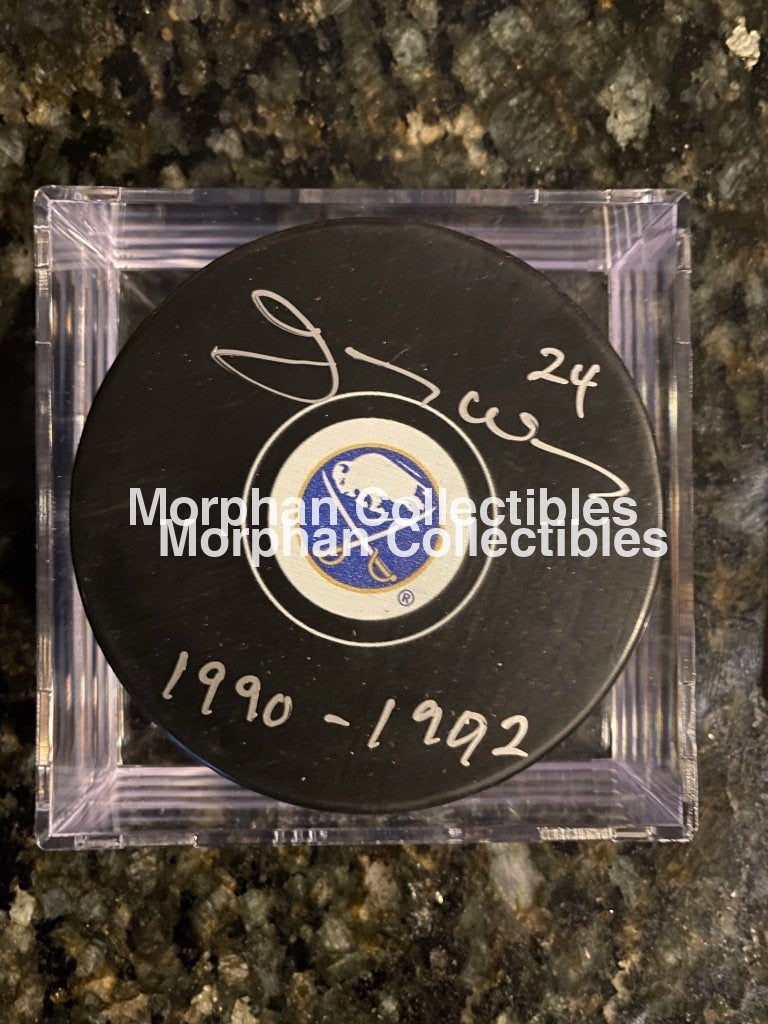 24
Morphan Collectibles
Morphan Collectibles
®
1990 - 1992